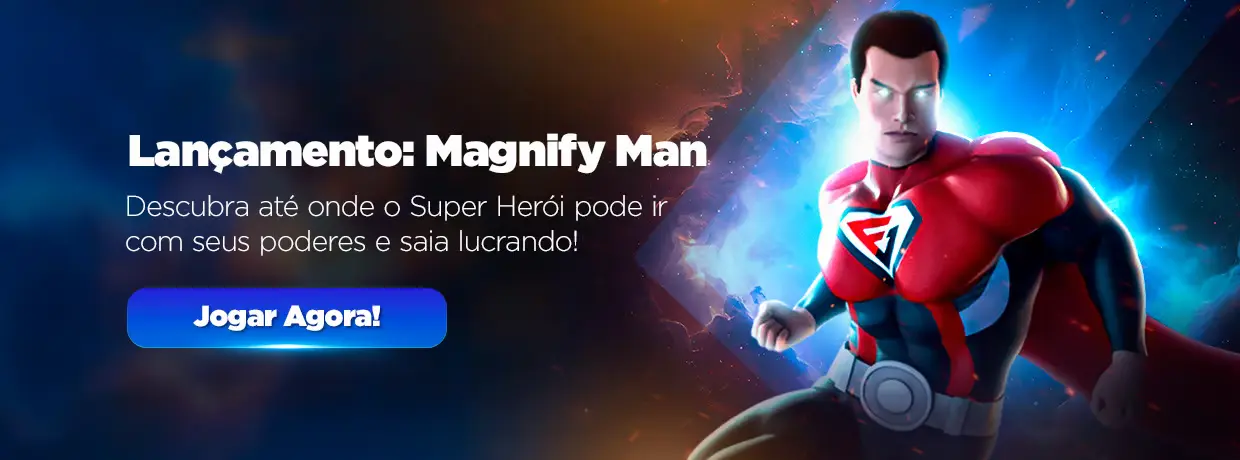 Lançamento: Magnify Man
Descubra até onde o Super Herói pode ir
com seus poderes e saia lucrando!
Jogar Agora!